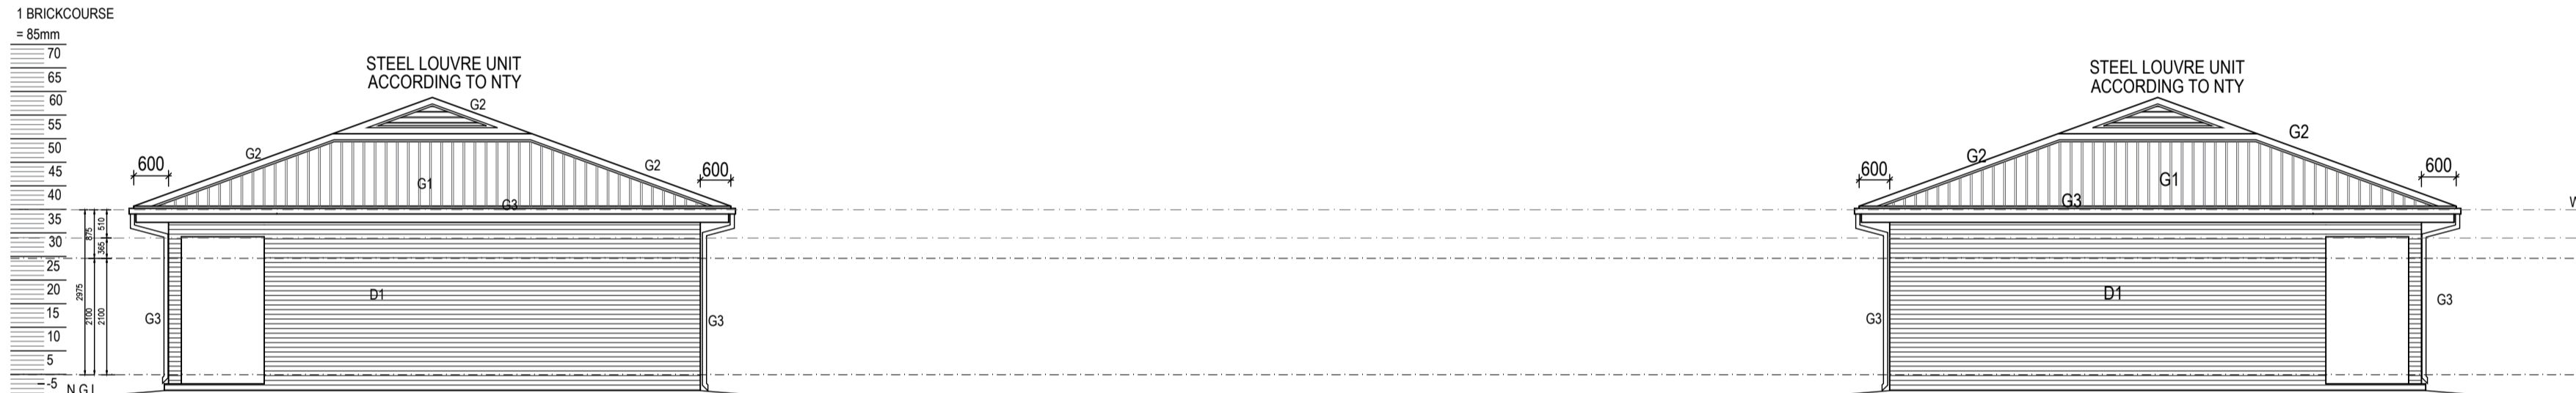 1 BRICKCOURSE
= 85mm
70
65
60
55
50
45
40
35
30
25
20
15
10
5
-5
N.G.L
2975
875
2100
510
365
2100
STEEL LOUVRE UNIT
ACCORDING TO NTY
G2
G2
G2
600
600
G1
G3
D1
G3
G3
STEEL LOUVRE UNIT
ACCORDING TO NTY
G2
G2
600
600
G1
G3
D1
G3
G3